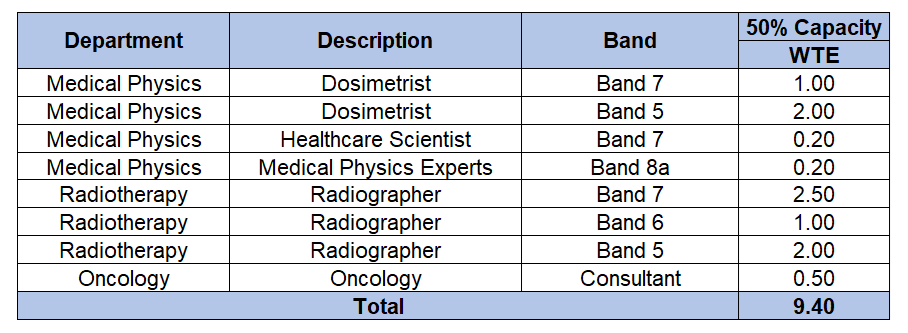 Department Description Band 50% Capacity
WTE
Medical Physics Dosimetrist Band 7 1.00
Medical Physics Dosimetrist Band 5 2.00
Medical Physics Healthcare Scientist Band 7 0.20
Medical Physics Medical Physics Experts Band 8a 0.20
Radiotherapy Radiographer Band 7 2.50
Radiotherapy Radiographer Band 6 1.00
Radiotherapy Radiographer Band 5 2.00
Oncology Oncology Consultant 0.50
Total 9.40